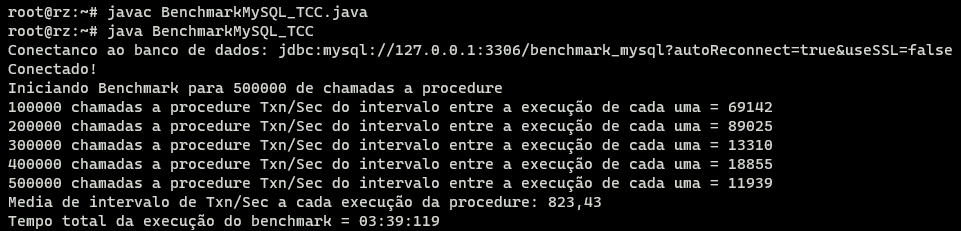 root@rz:~# javac BenchmarkMySQL_TCC.java
root@rz:~# java BenchmarkMySQL_TCC
Conectanco ao banco de dados: jdbc:mysql://127.0.0.1:3306/benchmark_mysql?autoReconnect=true&useSSL=false
Conectado!
Iniciando Benchmark para 500000 de chamadas a procedure
100000 chamadas a procedure Txn/Sec do intervalo entre a execução de cada uma = 69142
200000 chamadas a procedure Txn/Sec do intervalo entre a execução de cada uma = 89025
300000 chamadas a procedure Txn/Sec do intervalo entre a execução de cada uma = 13310
400000 chamadas a procedure Txn/Sec do intervalo entre a execução de cada uma = 18855
500000 chamadas a procedure Txn/Sec do intervalo entre a execução de cada uma = 11939
Media de intervalo de Txn/Sec a cada execução da procedure: 823,43
Tempo total da execução do benchmark = 03:39:119